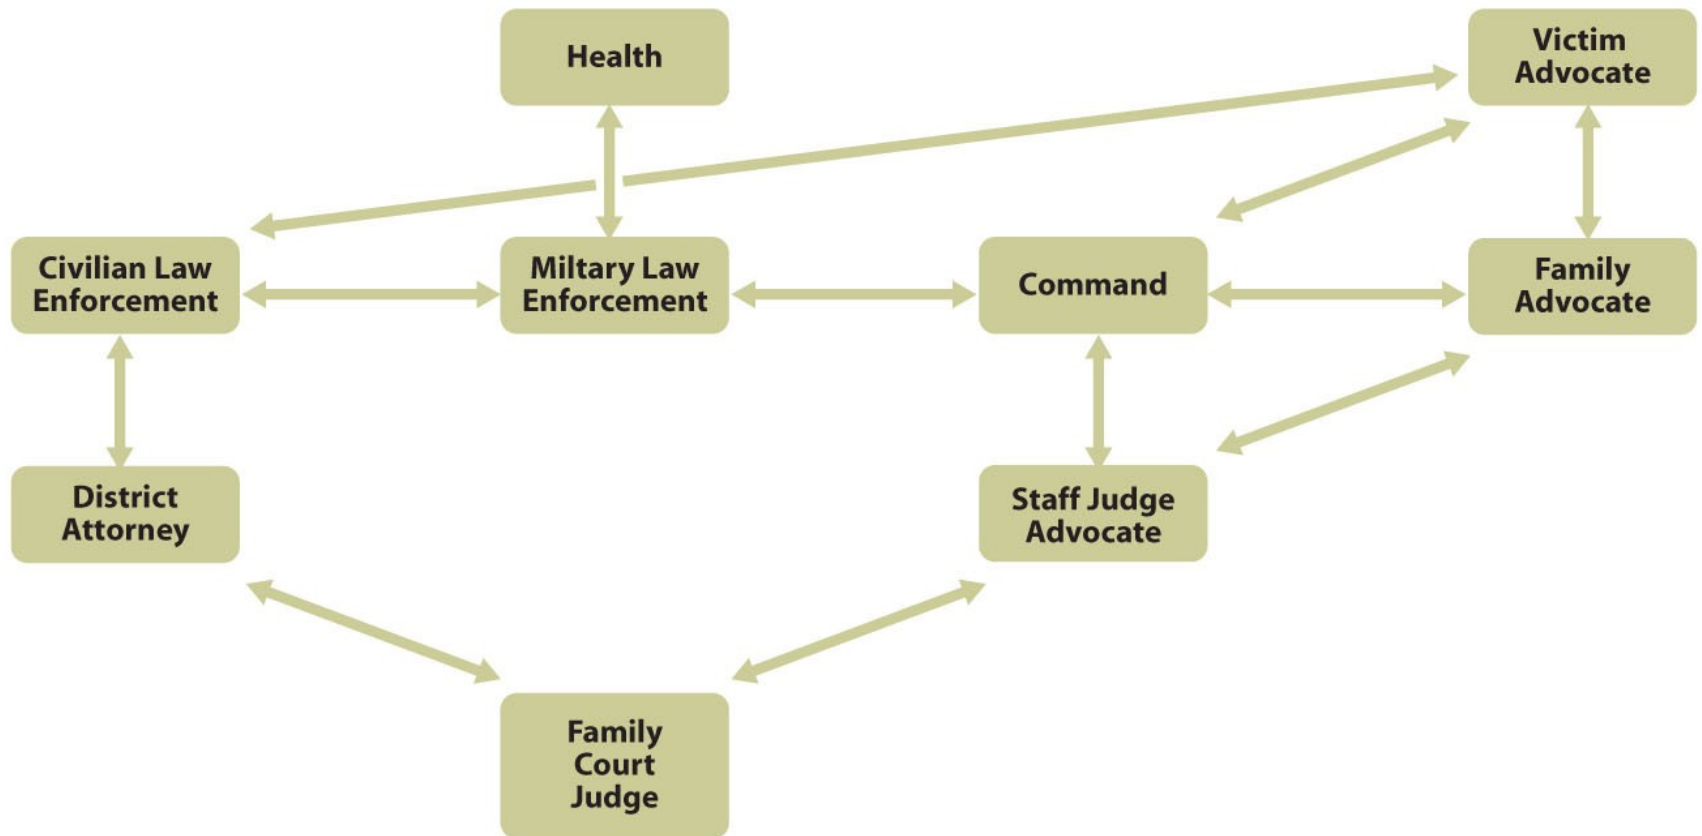 Health
Victim
Advocate
Civilian Law
Enforcement
Miltary Law
Enforcement
Command
Family
Advocate
District
Attorney
Staff Judge
Advocate
Family
Court
Judge